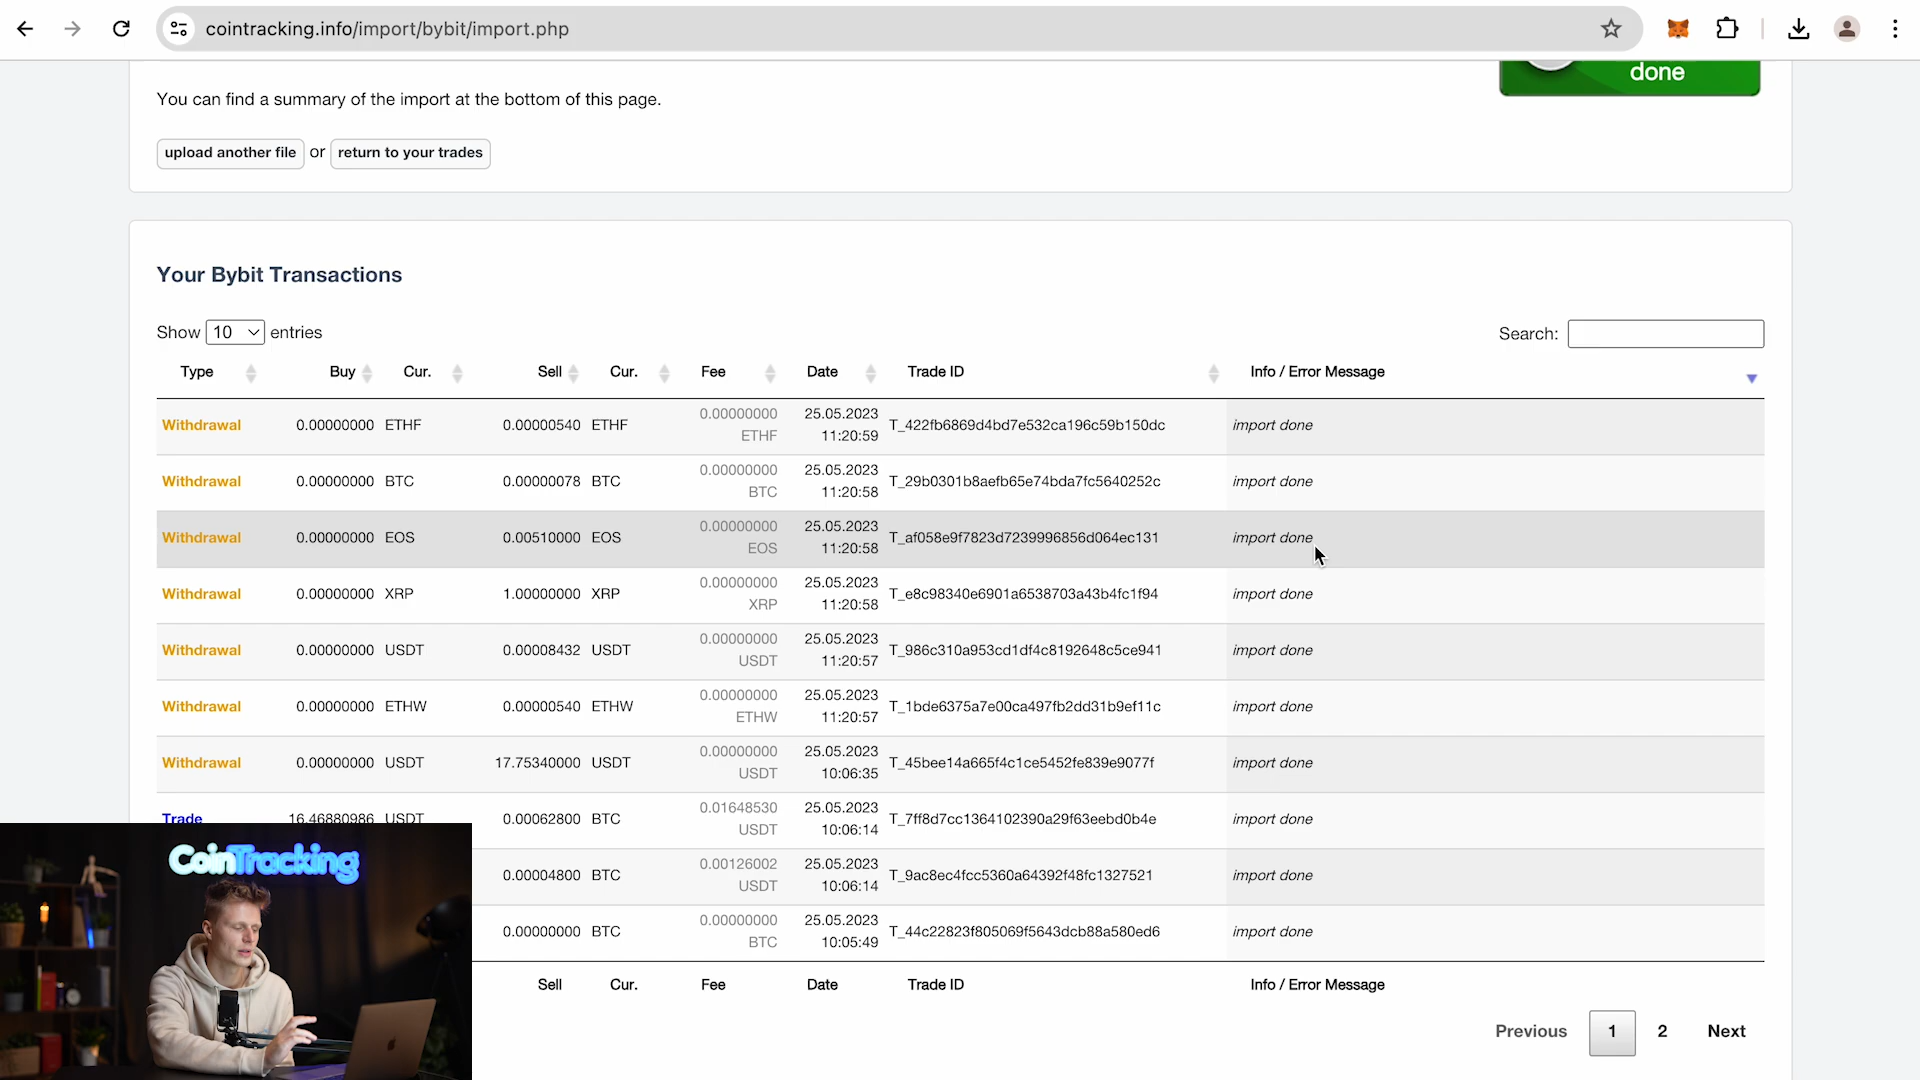 cointracking.info/import/bybit/import.php
done
You can find a summary of the import at the bottom of this page.
upload another file or return to your trades
Your Bybit Transactions
Show 10 entries
Search:
Type Buy Cur. Sell Cur. Fee Date Trade ID Info / Error Message
Withdrawal 0.00000000 ETHF 0.00000540 ETHF 0.00000000 ETHF 25.05.2023 11:20:59 T_422fb6869d4bd7e532ca196c59b150dc import done
Withdrawal 0.00000000 BTC 0.00000078 BTC 0.00000000 BTC 25.05.2023 11:20:58 T_29b0301b8aefb65e74bda7fc5640252c import done
Withdrawal 0.00000000 EOS 0.00510000 EOS 0.00000000 EOS 25.05.2023 11:20:58 T_af058e9f7823d7239996856d064ec131 import done
Withdrawal 0.00000000 XRP 1.00000000 XRP 0.00000000 XRP 25.05.2023 11:20:58 T_e8c98340e6901a6538703a43b4fc1f94 import done
Withdrawal 0.00000000 USDT 0.00008432 USDT 0.00000000 USDT 25.05.2023 11:20:57 T_986c310a953cd1df4c8192648c5ce941 import done
Withdrawal 0.00000000 ETHW 0.00000540 ETHW 0.00000000 ETHW 25.05.2023 11:20:57 T_1bde6375a7e00ca497fb2dd31b9ef11c import done
Withdrawal 0.00000000 USDT 17.75340000 USDT 0.00000000 USDT 25.05.2023 10:06:35 T_45bee14a665f4c1ce5452fe839e9077f import done
Trade 16.46880986 USDT 0.00062800 BTC 0.01648530 USDT 25.05.2023 10:06:14 T_7ff8d7cc1364102390a29f63eebd0b4e import done
0.00004800 BTC 0.00126002 USDT 25.05.2023 10:06:14 T_9ac8ec4fcc5360a64392f48fc1327521 import done
0.00000000 BTC 0.00000000 BTC 25.05.2023 10:05:49 T_44c22823f805069f5643dcb88a580ed6 import done
Sell Cur. Fee Date Trade ID Info / Error Message
Previous 1 2 Next
CoinTracking